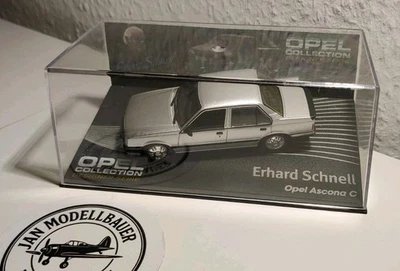 OPEL
COLLECTION
OPEL
COLLECTION
Erhard Schnell
Opel Ascona C
JAN MODELLBAUER